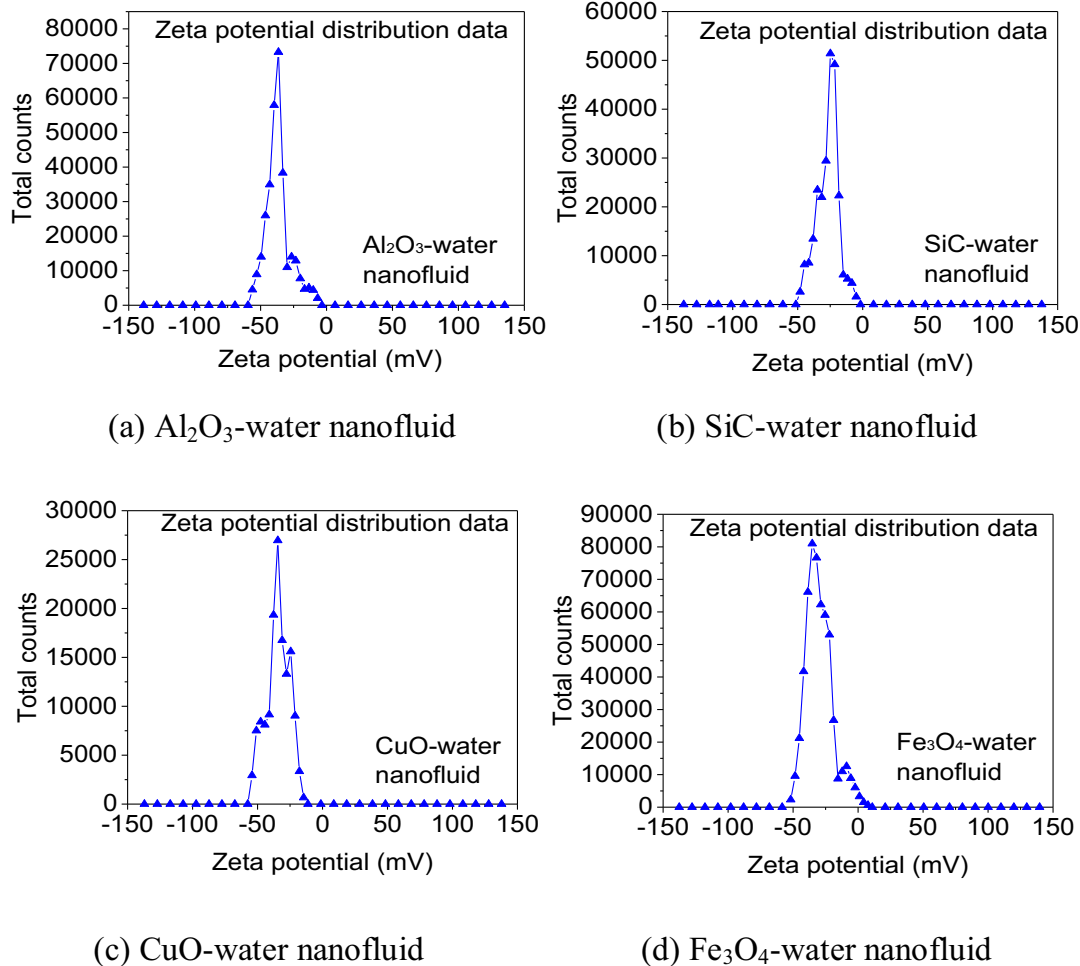 Zeta potential distribution data
80000
70000
60000
50000
40000
30000
20000
10000
0
Total counts
Al₂O₃-water
nanofluid
-150 -100 -50 0 50 100 150
Zeta potential (mV)
(a) Al₂O₃-water nanofluid
Zeta potential distribution data
60000
50000
40000
30000
20000
10000
0
Total counts
SiC-water
nanofluid
-150 -100 -50 0 50 100 150
Zeta potential (mV)
(b) SiC-water nanofluid
Zeta potential distribution data
30000
25000
20000
15000
10000
5000
0
Total counts
CuO-water
nanofluid
-150 -100 -50 0 50 100 150
Zeta potential (mV)
(c) CuO-water nanofluid
Zeta potential distribution data
90000
80000
70000
60000
50000
40000
30000
20000
10000
0
Total counts
Fe₃O₄-water
nanofluid
-150 -100 -50 0 50 100 150
Zeta potential (mV)
(d) Fe₃O₄-water nanofluid